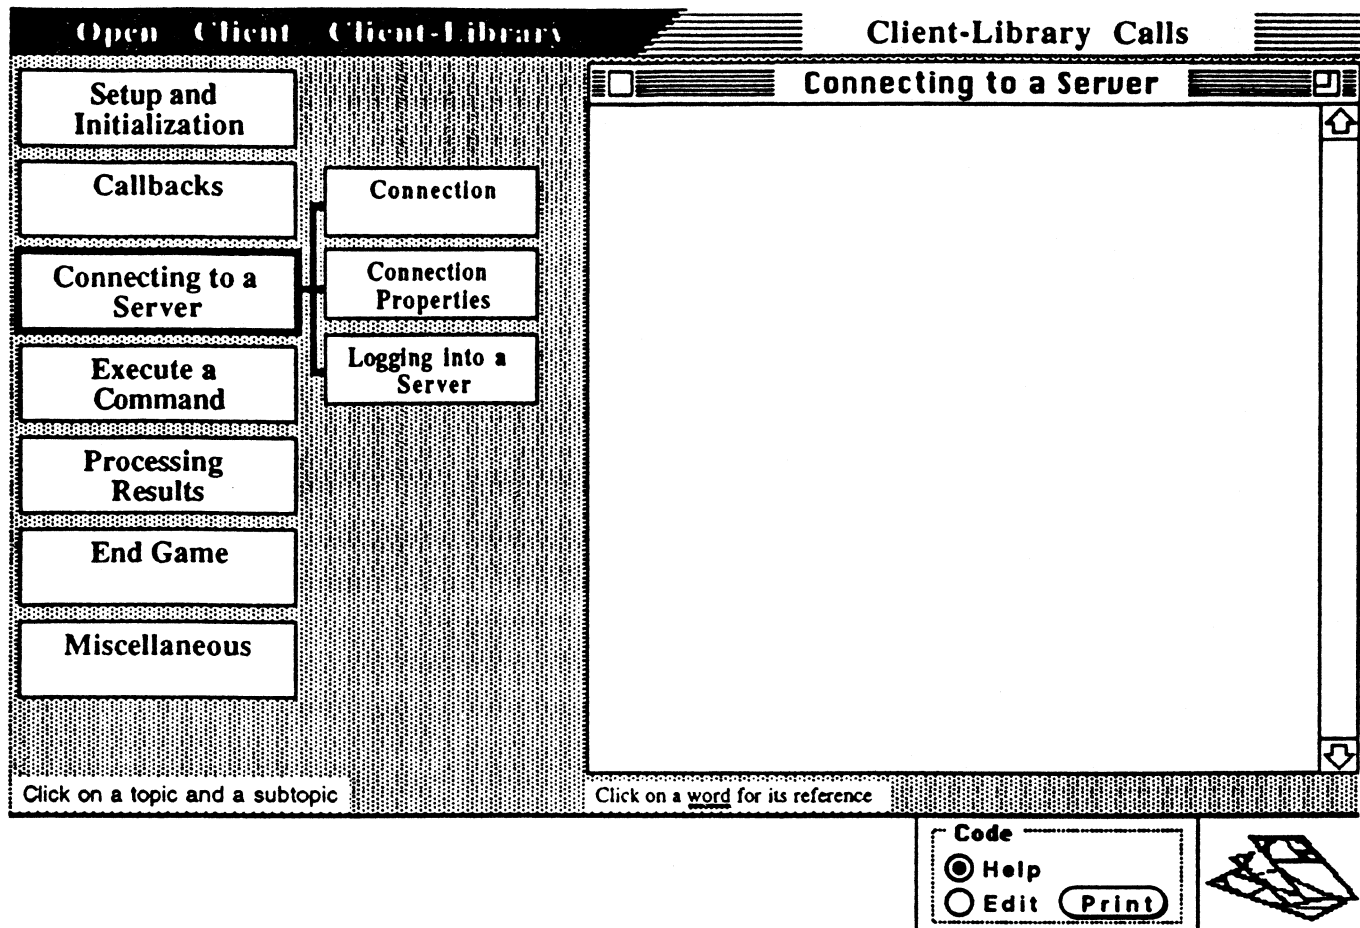 Open Client Client-Library
Client-Library Calls
Setup and
Initialization
Callbacks
Connecting to a
Server
Execute a
Command
Processing
Results
End Game
Miscellaneous
Connection
Connection
Properties
Logging into a
Server
Click on a topic and a subtopic
Connecting to a Server
Click on a word for its reference
Code
Help
Edit
Print